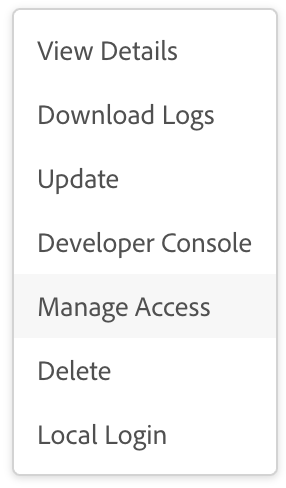 View Details
Download Logs
Update
Developer Console
Manage Access
Delete
Local Login